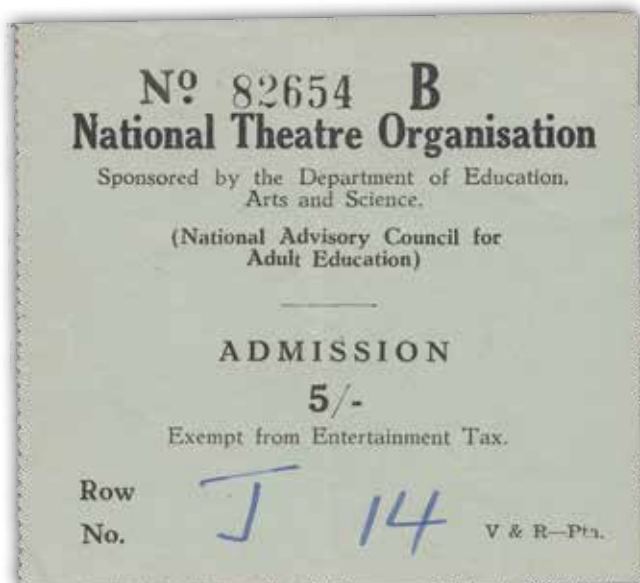 Nº 82654 B
National Theatre Organisation
Sponsored by the Department of Education,
Arts and Science.
(National Advisory Council for
Adult Education)
ADMISSION
5/-
Exempt from Entertainment Tax.
Row
No. J 14 V & R—Pta.